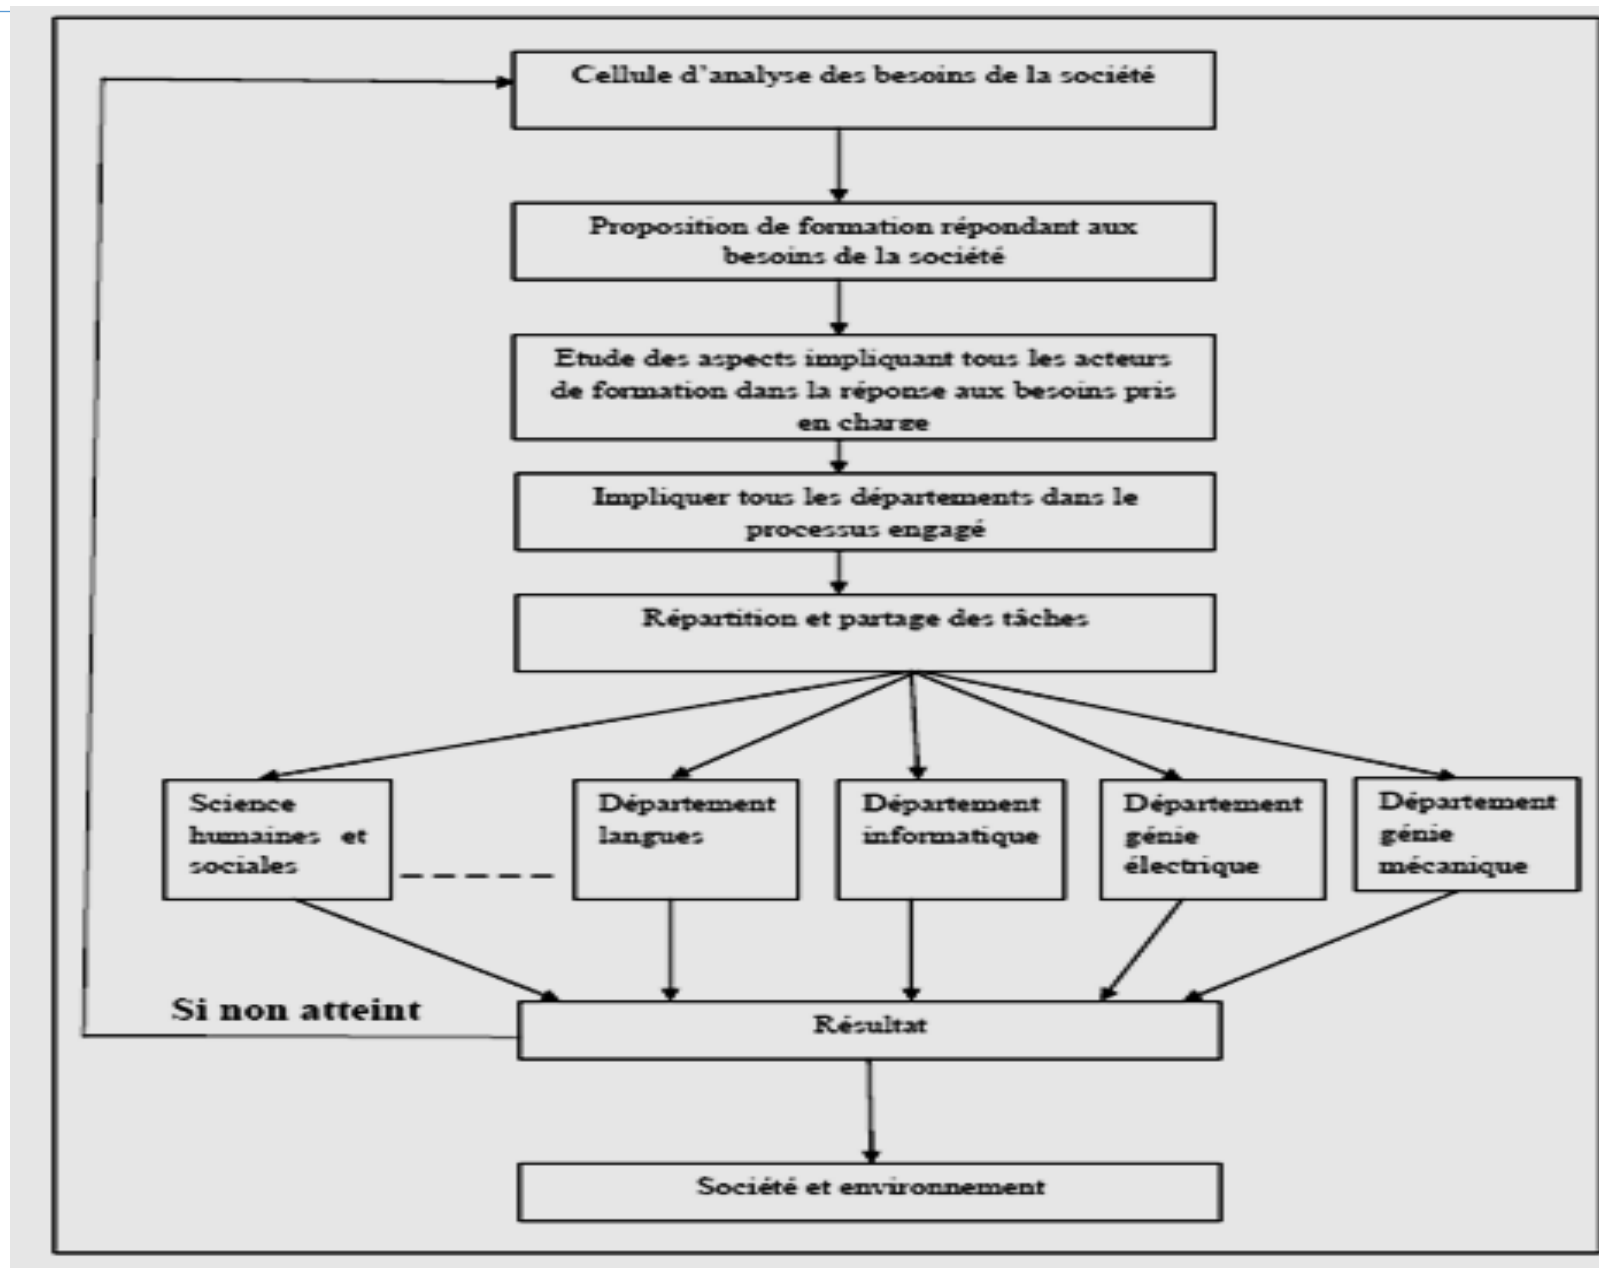 Cellule d'analyse des besoins de la société
Proposition de formation répondant aux
besoins de la société
Etude des aspects impliquant tous les acteurs
de formation dans la réponse aux besoins pris
en charge
Impliquer tous les départements dans le
processus engagé
Répartition et partage des tâches
Science
humaines et
sociales
Département
langues
Département
informatique
Département
génie
électrique
Département
génie
mécanique
Si non atteint
Résultat
Société et environnement